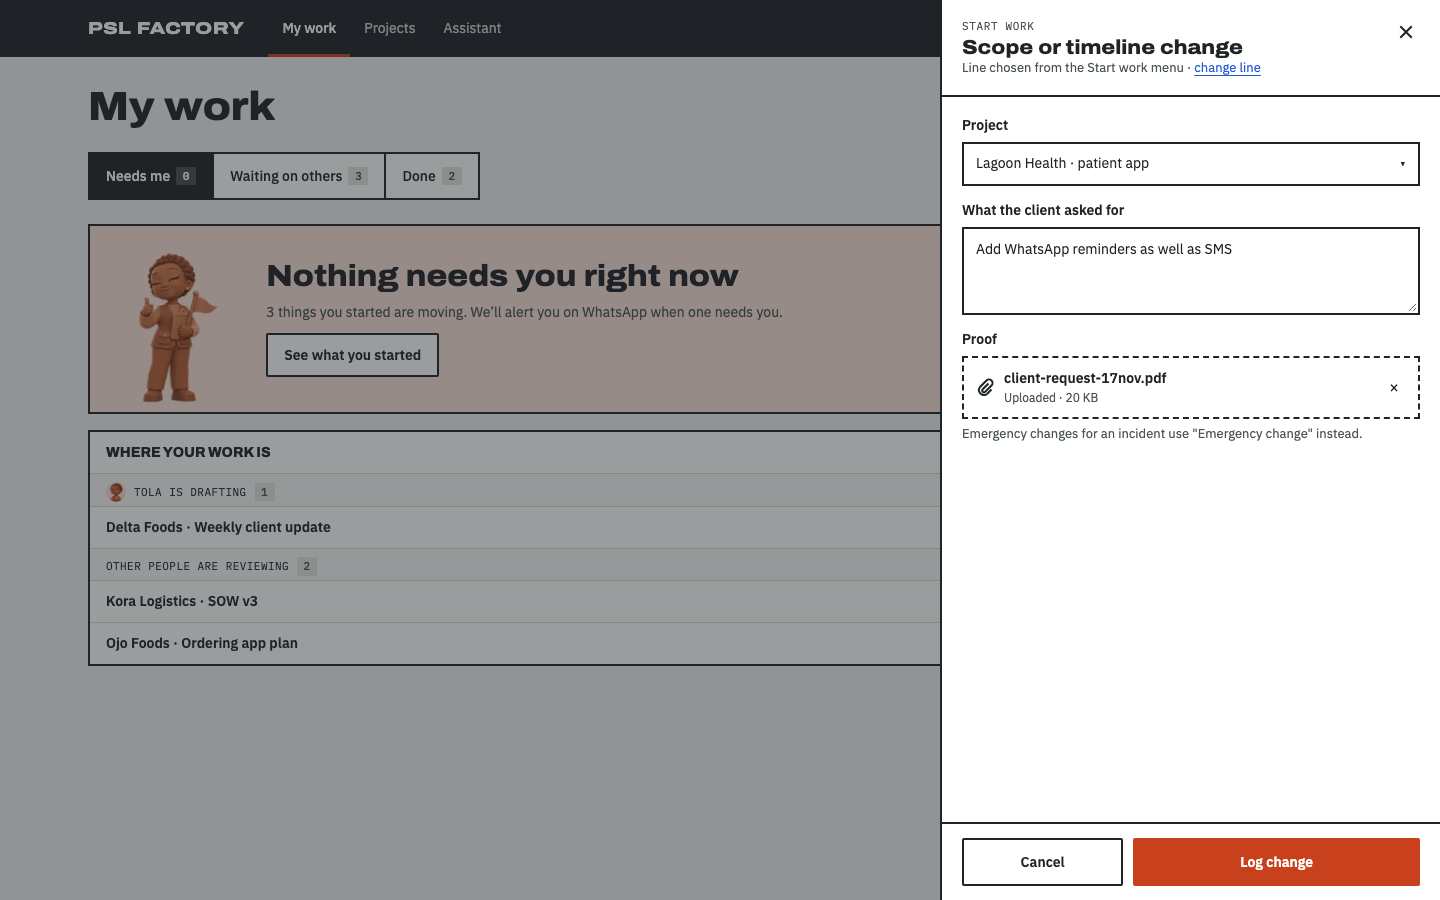 PSL FACTORY
My work
Projects
Assistant
My work
Needs me 0
Waiting on others 3
Done 2
Nothing needs you right now
3 things you started are moving. We’ll alert you on WhatsApp when one needs you.
See what you started
WHERE YOUR WORK IS
TOLA IS DRAFTING 1
Delta Foods · Weekly client update
OTHER PEOPLE ARE REVIEWING 2
Kora Logistics · SOW v3
Ojo Foods · Ordering app plan
START WORK
Scope or timeline change
Line chosen from the Start work menu · change line
Project
Lagoon Health · patient app
What the client asked for
Add WhatsApp reminders as well as SMS
Proof
client-request-17nov.pdf
Uploaded · 20 KB
Emergency changes for an incident use "Emergency change" instead.
Cancel
Log change